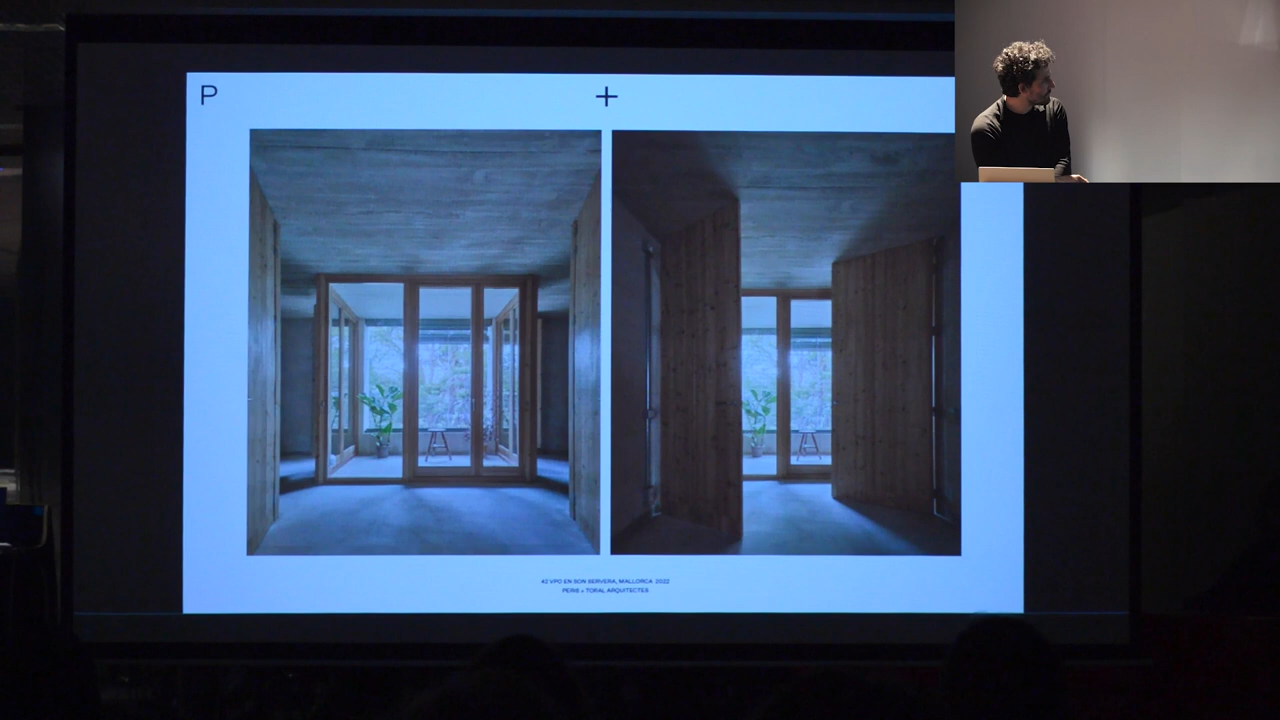 P +
42 VPO EN SON SERVERA, MALLORCA 2022
PERIS + TORAL ARQUITECTES